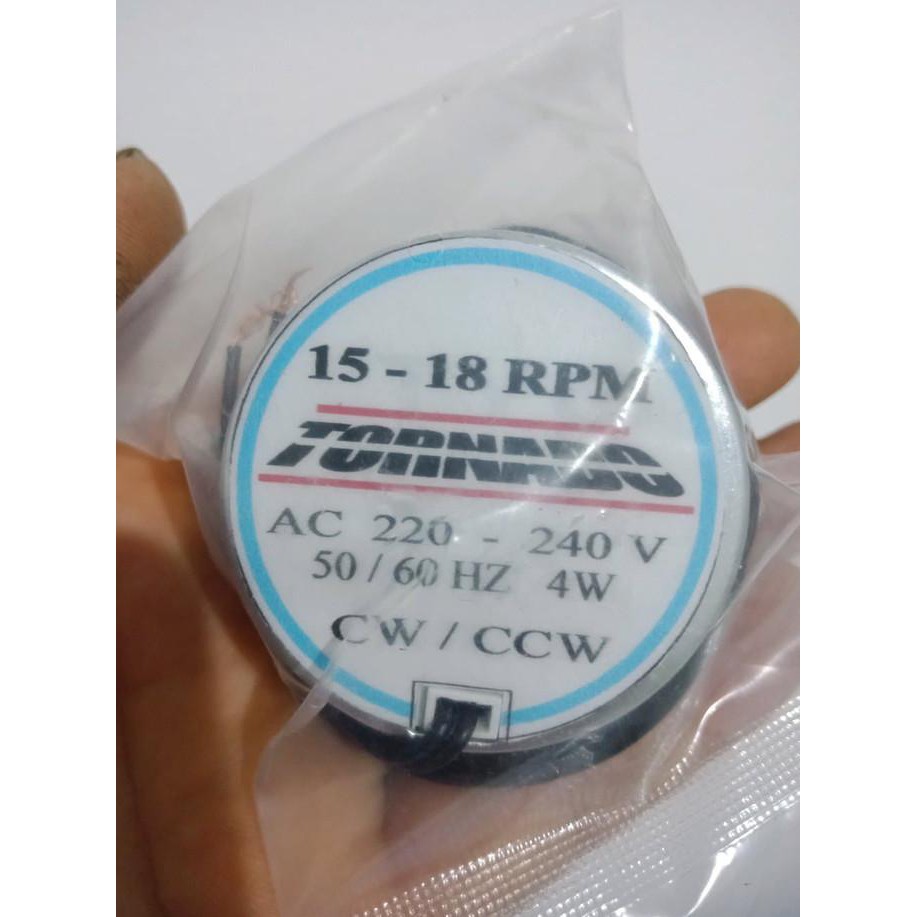 15 - 18 RPM
TORNADO
AC 220 - 240 V
50 / 60 HZ 4W
CW / CCW